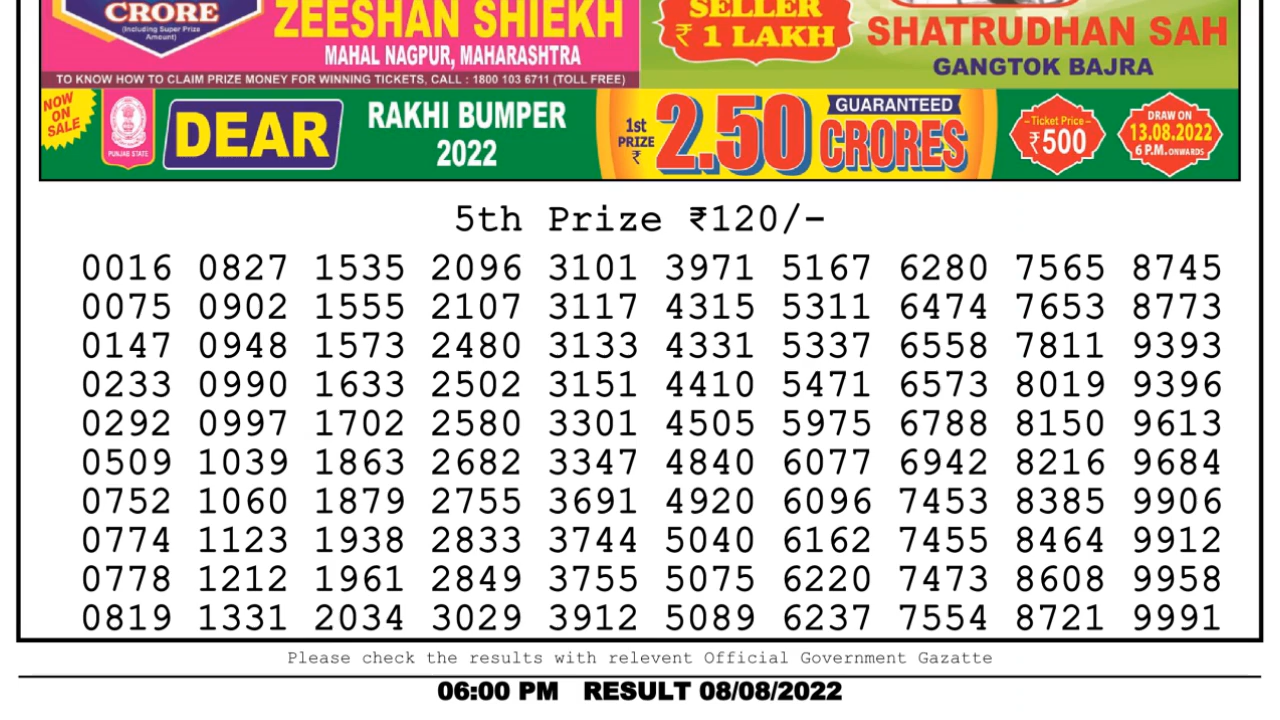 CRORE
(Including Super Prize
Amount)
ZEESHAN SHIEKH
MAHAL NAGPUR, MAHARASHTRA
SELLER
₹ 1 LAKH
SHATRUDHAN SAH
GANGTOK BAJRA
TO KNOW HOW TO CLAIM PRIZE MONEY FOR WINNING TICKETS, CALL : 1800 103 6711 (TOLL FREE)
NOW
ON
SALE
PUNJAB STATE
DEAR
RAKHI BUMPER
2022
1st
PRIZE
₹
2.50
GUARANTEED
CRORES
Ticket Price
₹500
DRAW ON
13.08.2022
6 P.M. ONWARDS
5th Prize ₹120/-
0016 0827 1535 2096 3101 3971 5167 6280 7565 8745
0075 0902 1555 2107 3117 4315 5311 6474 7653 8773
0147 0948 1573 2480 3133 4331 5337 6558 7811 9393
0233 0990 1633 2502 3151 4410 5471 6573 8019 9396
0292 0997 1702 2580 3301 4505 5975 6788 8150 9613
0509 1039 1863 2682 3347 4840 6077 6942 8216 9684
0752 1060 1879 2755 3691 4920 6096 7453 8385 9906
0774 1123 1938 2833 3744 5040 6162 7455 8464 9912
0778 1212 1961 2849 3755 5075 6220 7473 8608 9958
0819 1331 2034 3029 3912 5089 6237 7554 8721 9991
Please check the results with relevent Official Government Gazatte
06:00 PM RESULT 08/08/2022